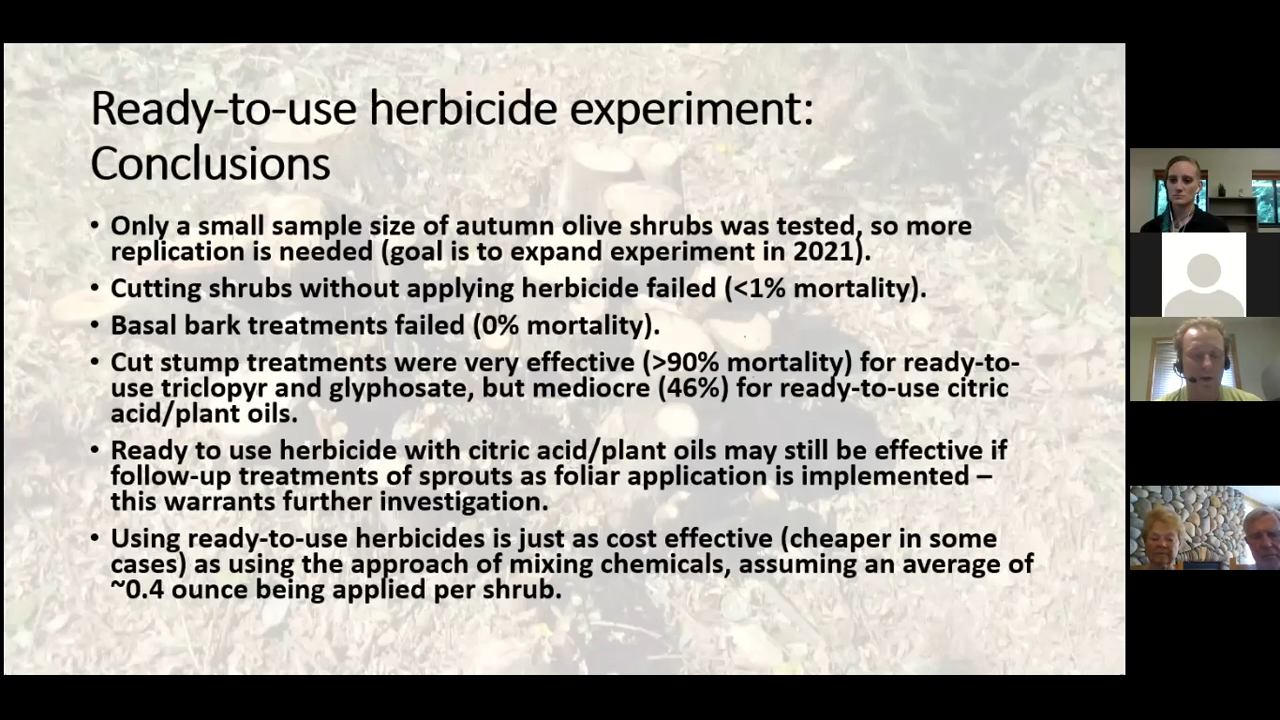 Ready-to-use herbicide experiment:
Conclusions
• Only a small sample size of autumn olive shrubs was tested, so more
replication is needed (goal is to expand experiment in 2021).
• Cutting shrubs without applying herbicide failed (<1% mortality).
• Basal bark treatments failed (0% mortality).
• Cut stump treatments were very effective (>90% mortality) for ready-to-
use triclopyr and glyphosate, but mediocre (46%) for ready-to-use citric
acid/plant oils.
• Ready to use herbicide with citric acid/plant oils may still be effective if
follow-up treatments of sprouts as foliar application is implemented –
this warrants further investigation.
• Using ready-to-use herbicides is just as cost effective (cheaper in some
cases) as using the approach of mixing chemicals, assuming an average of
~0.4 ounce being applied per shrub.